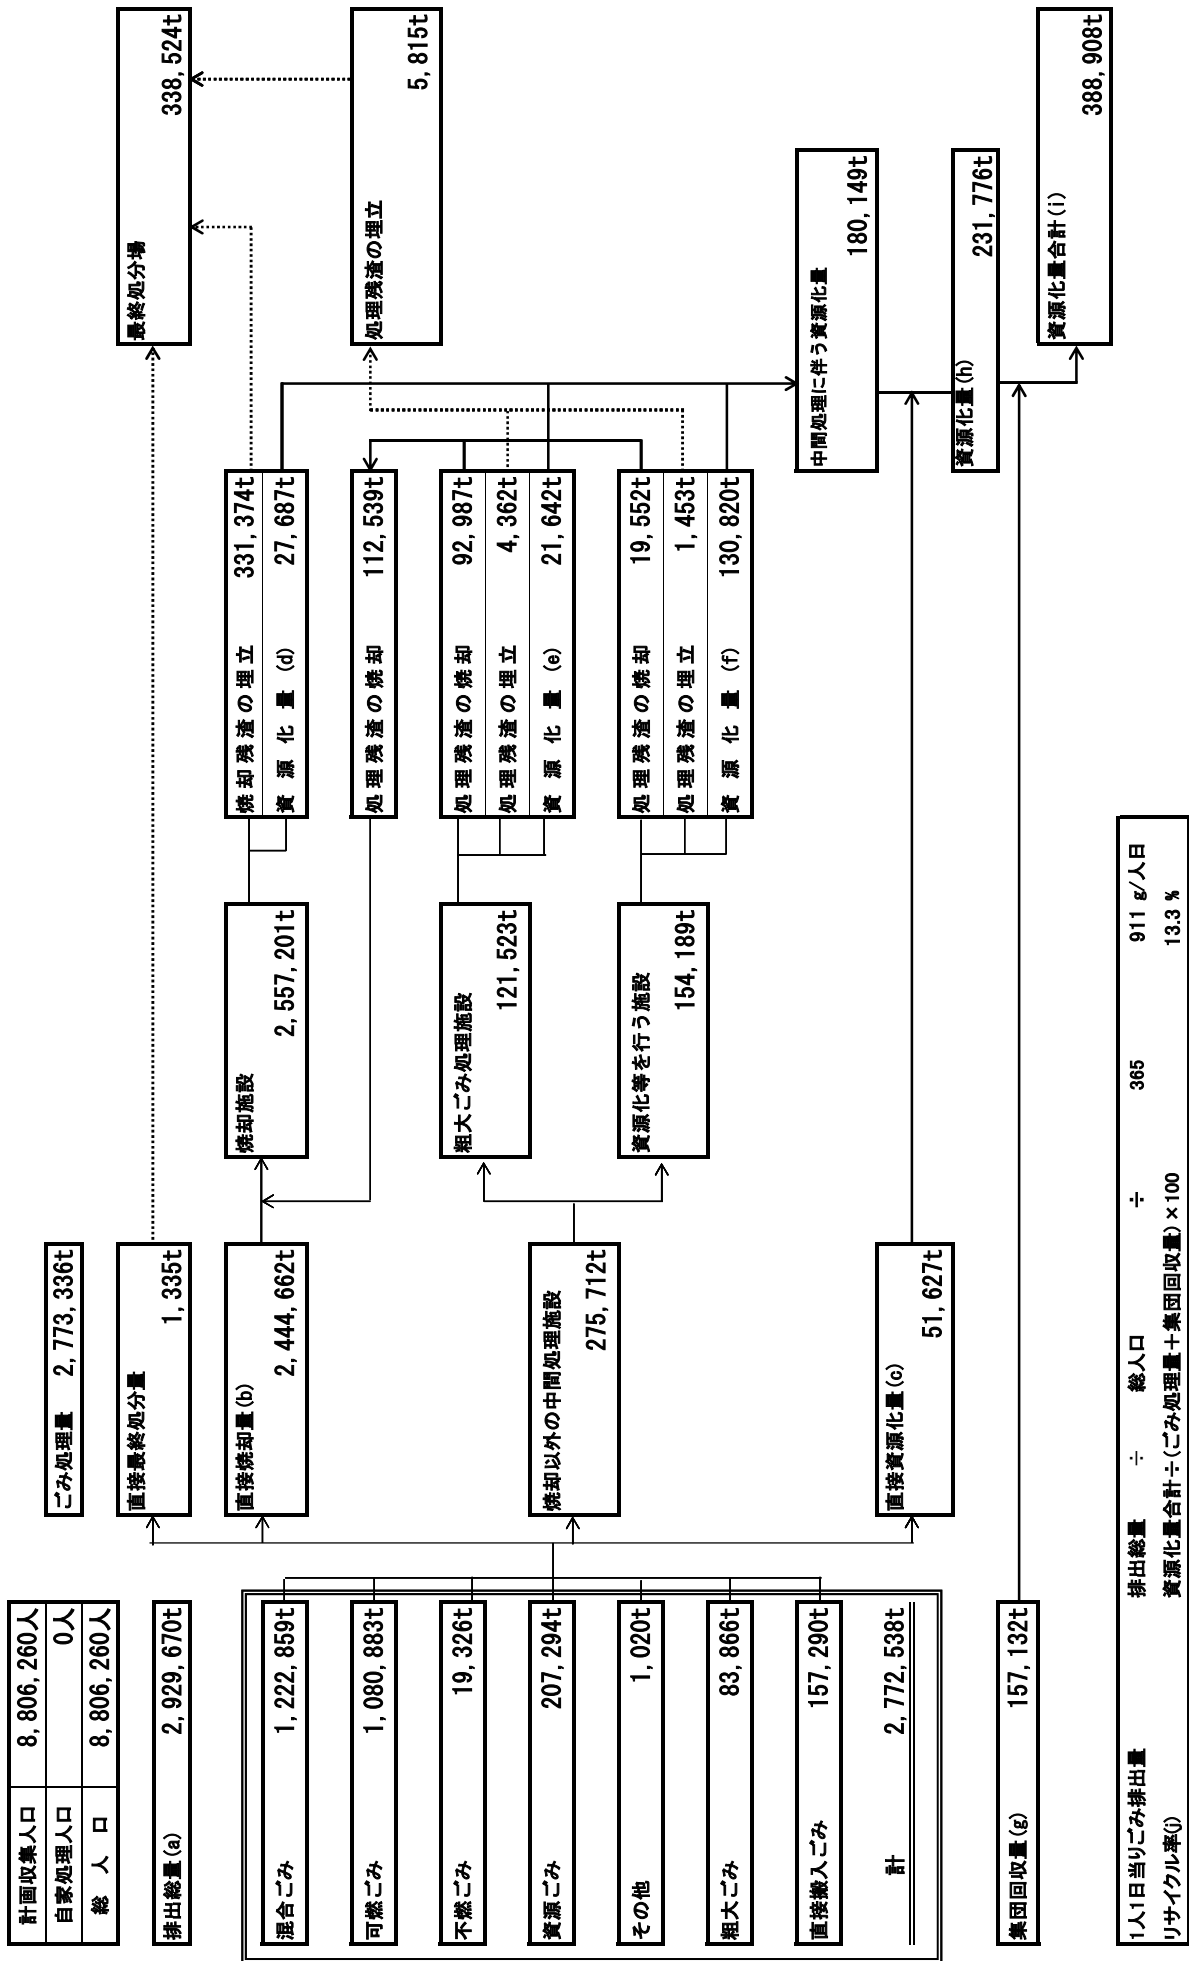 計画収集人口 8,806,260人
自家処理人口 0人
総人口 8,806,260人
排出総量(a) 2,929,670t
混合ごみ 1,222,859t
可燃ごみ 1,080,883t
不燃ごみ 19,326t
資源ごみ 207,294t
その他 1,020t
粗大ごみ 83,866t
直接搬入ごみ 157,290t
計 2,772,538t
集団回収量(g) 157,132t
ごみ処理量 2,773,336t
直接最終処分量
1,335t
直接焼却量(b)
2,444,662t
焼却以外の中間処理施設
275,712t
直接資源化量(c)
51,627t
焼却施設
2,557,201t
粗大ごみ処理施設
121,523t
資源化等を行う施設
154,189t
焼却残渣の埋立 331,374t
資源化量(d) 27,687t
処理残渣の焼却 112,539t
処理残渣の焼却 92,987t
処理残渣の埋立 4,362t
資源化量(e) 21,642t
処理残渣の焼却 19,552t
処理残渣の埋立 1,453t
資源化量(f) 130,820t
最終処分場
338,524t
処理残渣の埋立
5,815t
中間処理に伴う資源化量
180,149t
資源化量(h)
231,776t
資源化量合計(i)
388,908t
1人1日当りごみ排出量 排出総量 ÷ 総人口 ÷ 365 911 g/人日
リサイクル率(j) 資源化量合計÷(ごみ処理量＋集団回収量)×100 13.3 %